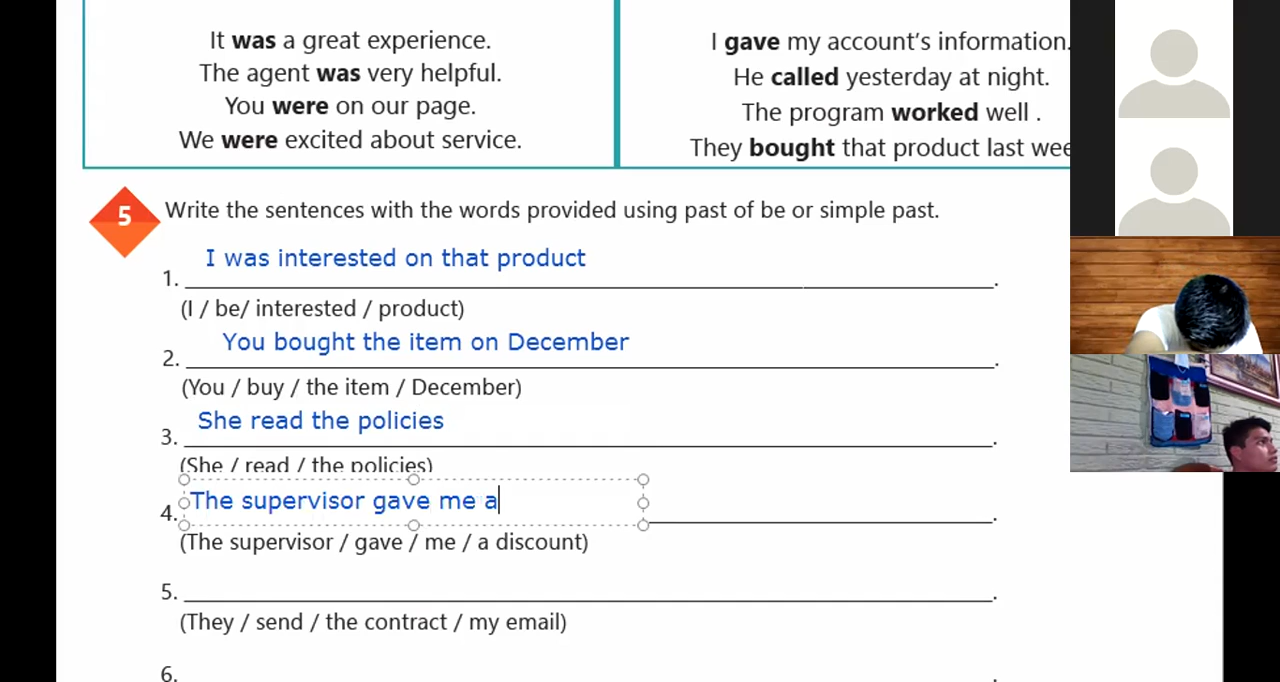 It was a great experience.
The agent was very helpful.
You were on our page.
We were excited about service.
I gave my account's information.
He called yesterday at night.
The program worked well .
They bought that product last wee
5 Write the sentences with the words provided using past of be or simple past.
I was interested on that product
1. ______________________________.
(I / be/ interested / product)
You bought the item on December
2. ______________________________.
(You / buy / the item / December)
She read the policies
3. ______________________________.
(She / read / the policies)
The supervisor gave me a
4. ______________________________.
(The supervisor / gave / me / a discount)
5. ______________________________.
(They / send / the contract / my email)
6. .